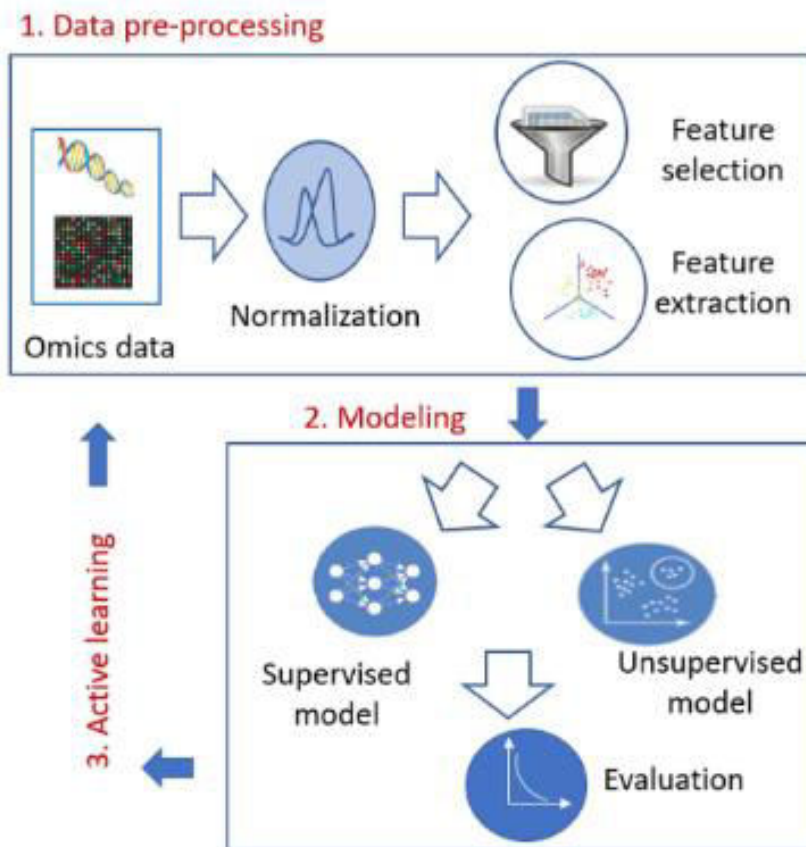 1. Data pre-processing
Feature
selection
Feature
extraction
Normalization
Omics data
2. Modeling
Supervised
model
Unsupervised
model
Evaluation
3. Active learning